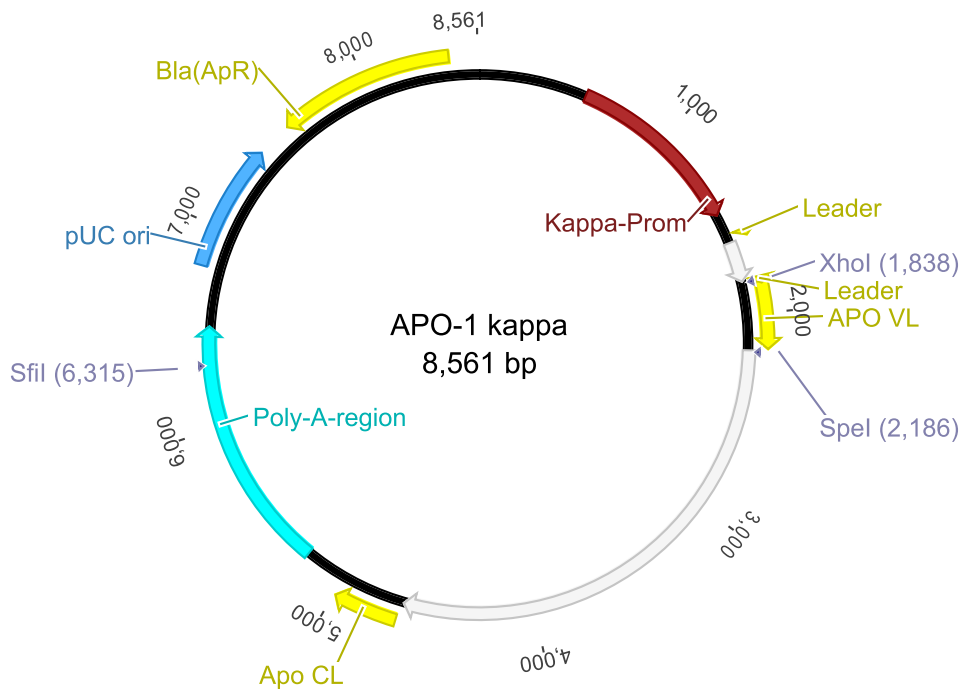 8,561
8,000
Bla(ApR)
1,000
7,000
Kappa-Prom
Leader
pUC ori
XhoI (1,838)
Leader
2,000
APO VL
APO-1 kappa
8,561 bp
SfiI (6,315)
Poly-A-region
SpeI (2,186)
6,000
3,000
5,000
4,000
Apo CL